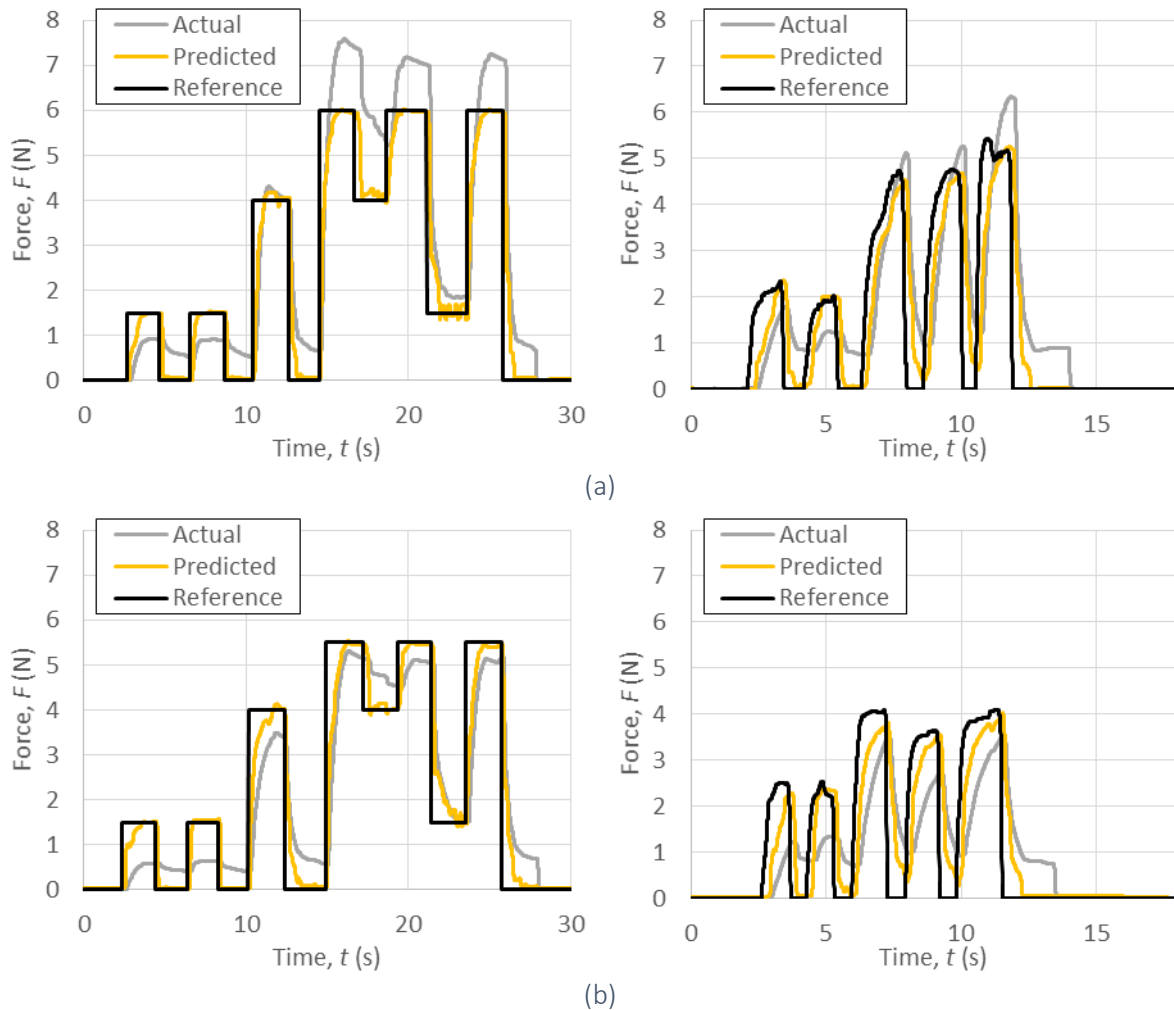 8
7
6
5
4
3
2
1
0
Force, F (N)
Actual
Predicted
Reference
0 10 20 30
Time, t (s)
8
7
6
5
4
3
2
1
0
Force, F (N)
Actual
Predicted
Reference
0 5 10 15
Time, t (s)
(a)
8
7
6
5
4
3
2
1
0
Force, F (N)
Actual
Predicted
Reference
0 10 20 30
Time, t (s)
8
7
6
5
4
3
2
1
0
Force, F (N)
Actual
Predicted
Reference
0 5 10 15
Time, t (s)
(b)